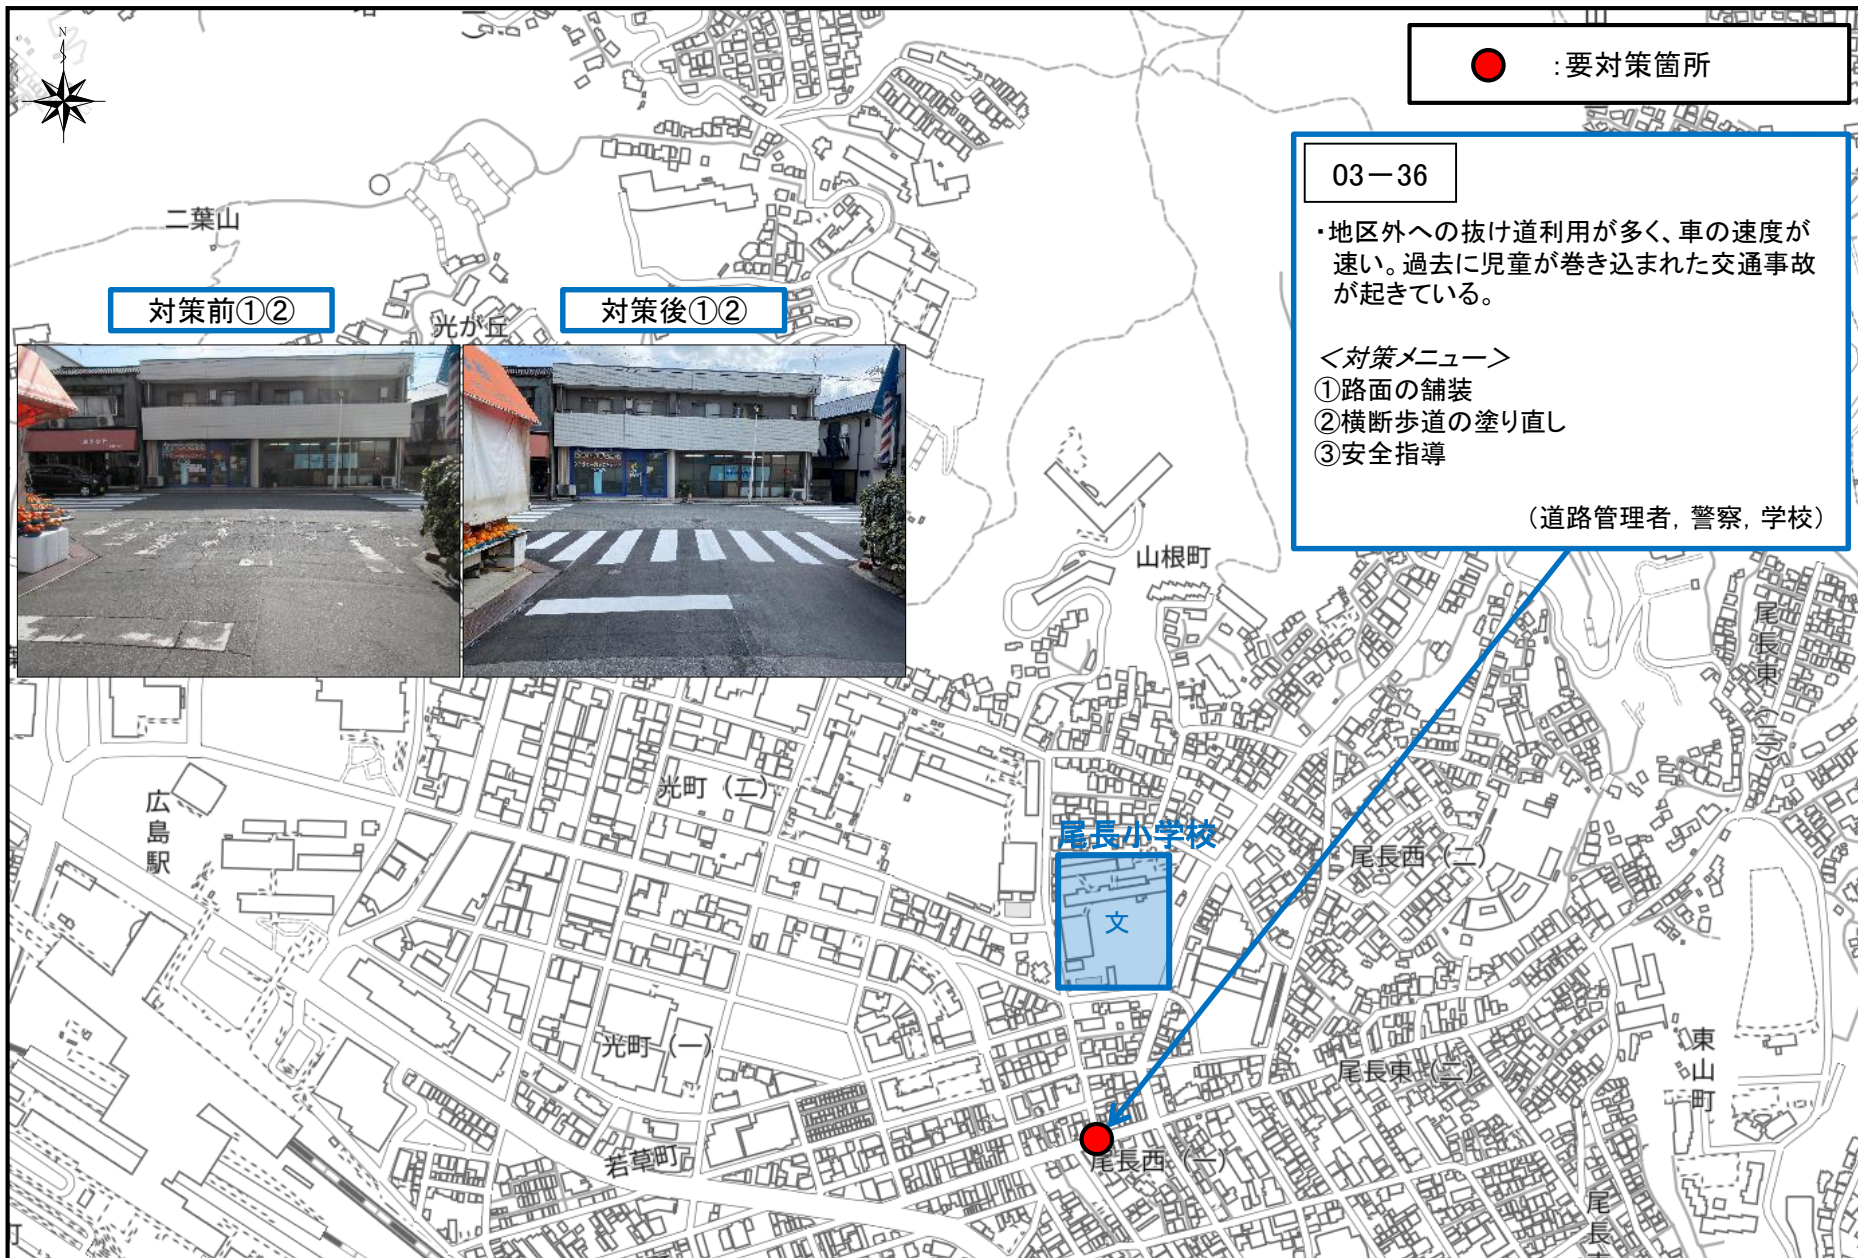 N
:要対策箇所
03－36
・地区外への抜け道利用が多く、車の速度が
速い。過去に児童が巻き込まれた交通事故
が起きている。
＜対策メニュー＞
①路面の舗装
②横断歩道の塗り直し
③安全指導
（道路管理者，警察，学校）
二葉山
対策前①②
光が丘
対策後①②
山根町
尾長東（三）
広島駅
光町（二）
尾長小学校
文
尾長西（二）
光町（一）
尾長東（二）
東山町
若草町
尾長西（一）
尾長
町